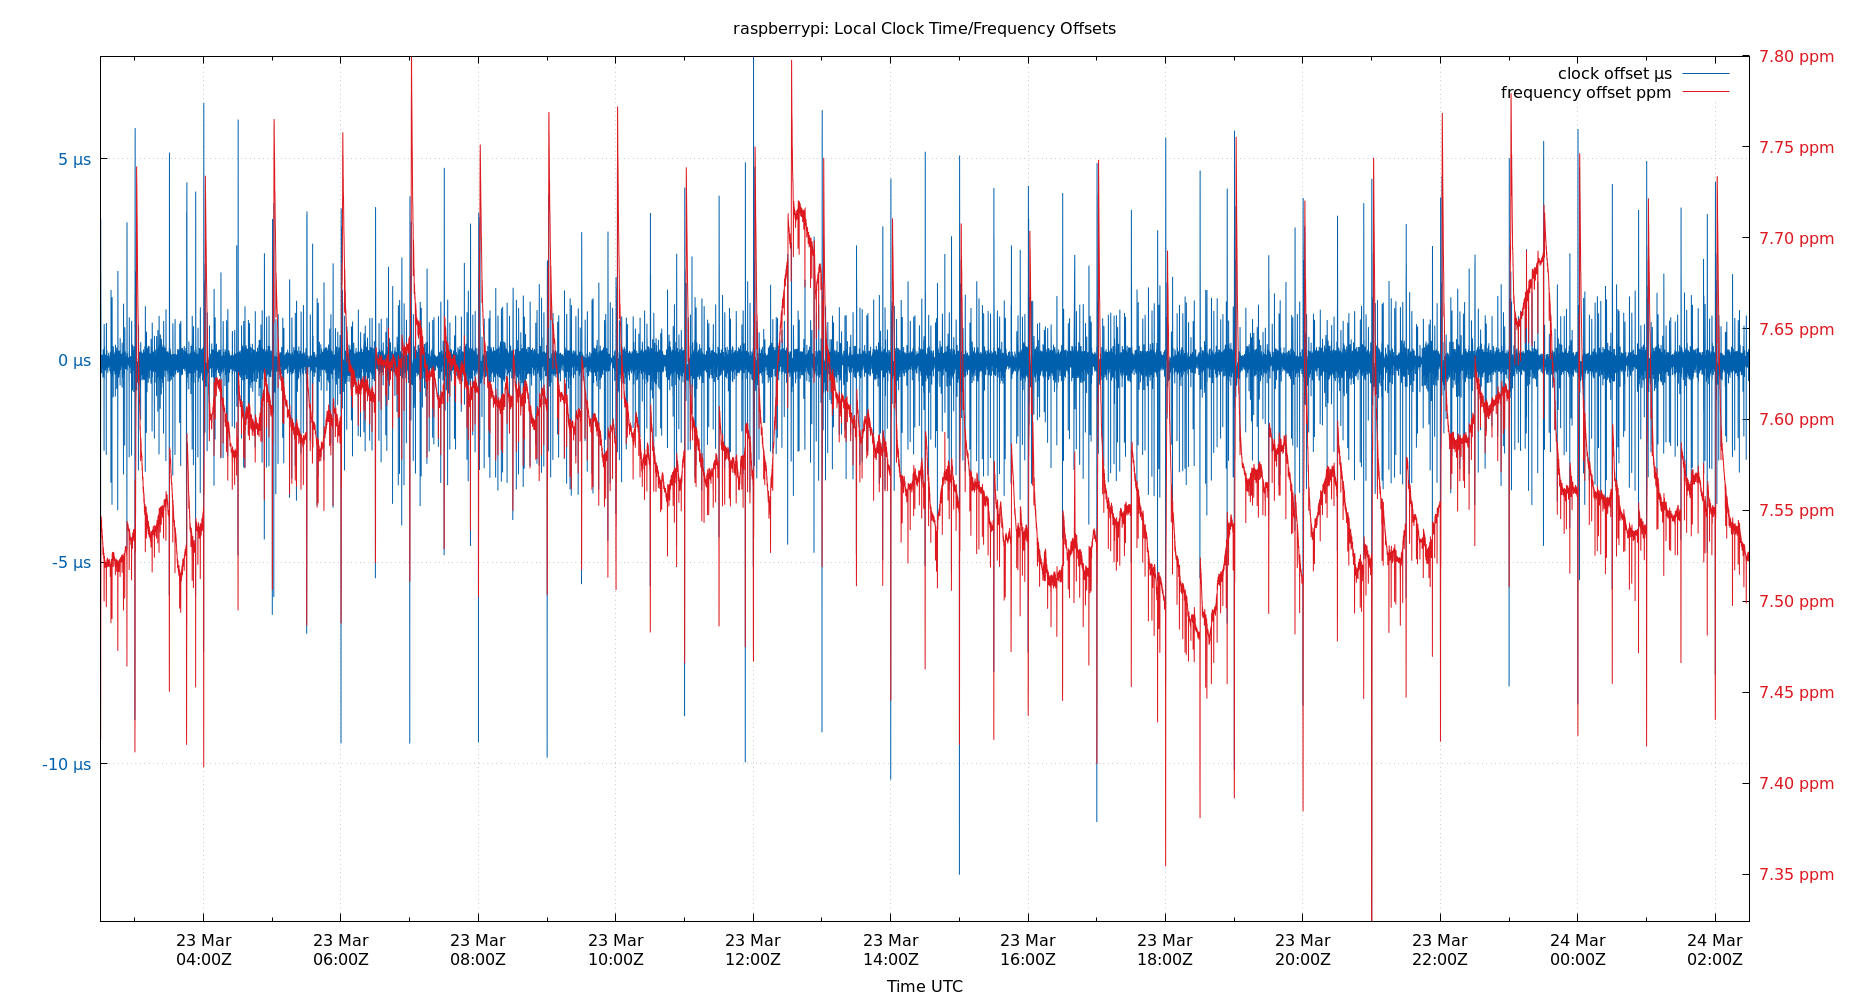 raspberrypi: Local Clock Time/Frequency Offsets
clock offset µs
frequency offset ppm
5 µs
0 µs
-5 µs
-10 µs
7.80 ppm
7.75 ppm
7.70 ppm
7.65 ppm
7.60 ppm
7.55 ppm
7.50 ppm
7.45 ppm
7.40 ppm
7.35 ppm
23 Mar 23 Mar 23 Mar 23 Mar 23 Mar 23 Mar 23 Mar 23 Mar 23 Mar 23 Mar 24 Mar 24 Mar
04:00Z 06:00Z 08:00Z 10:00Z 12:00Z 14:00Z 16:00Z 18:00Z 20:00Z 22:00Z 00:00Z 02:00Z
Time UTC